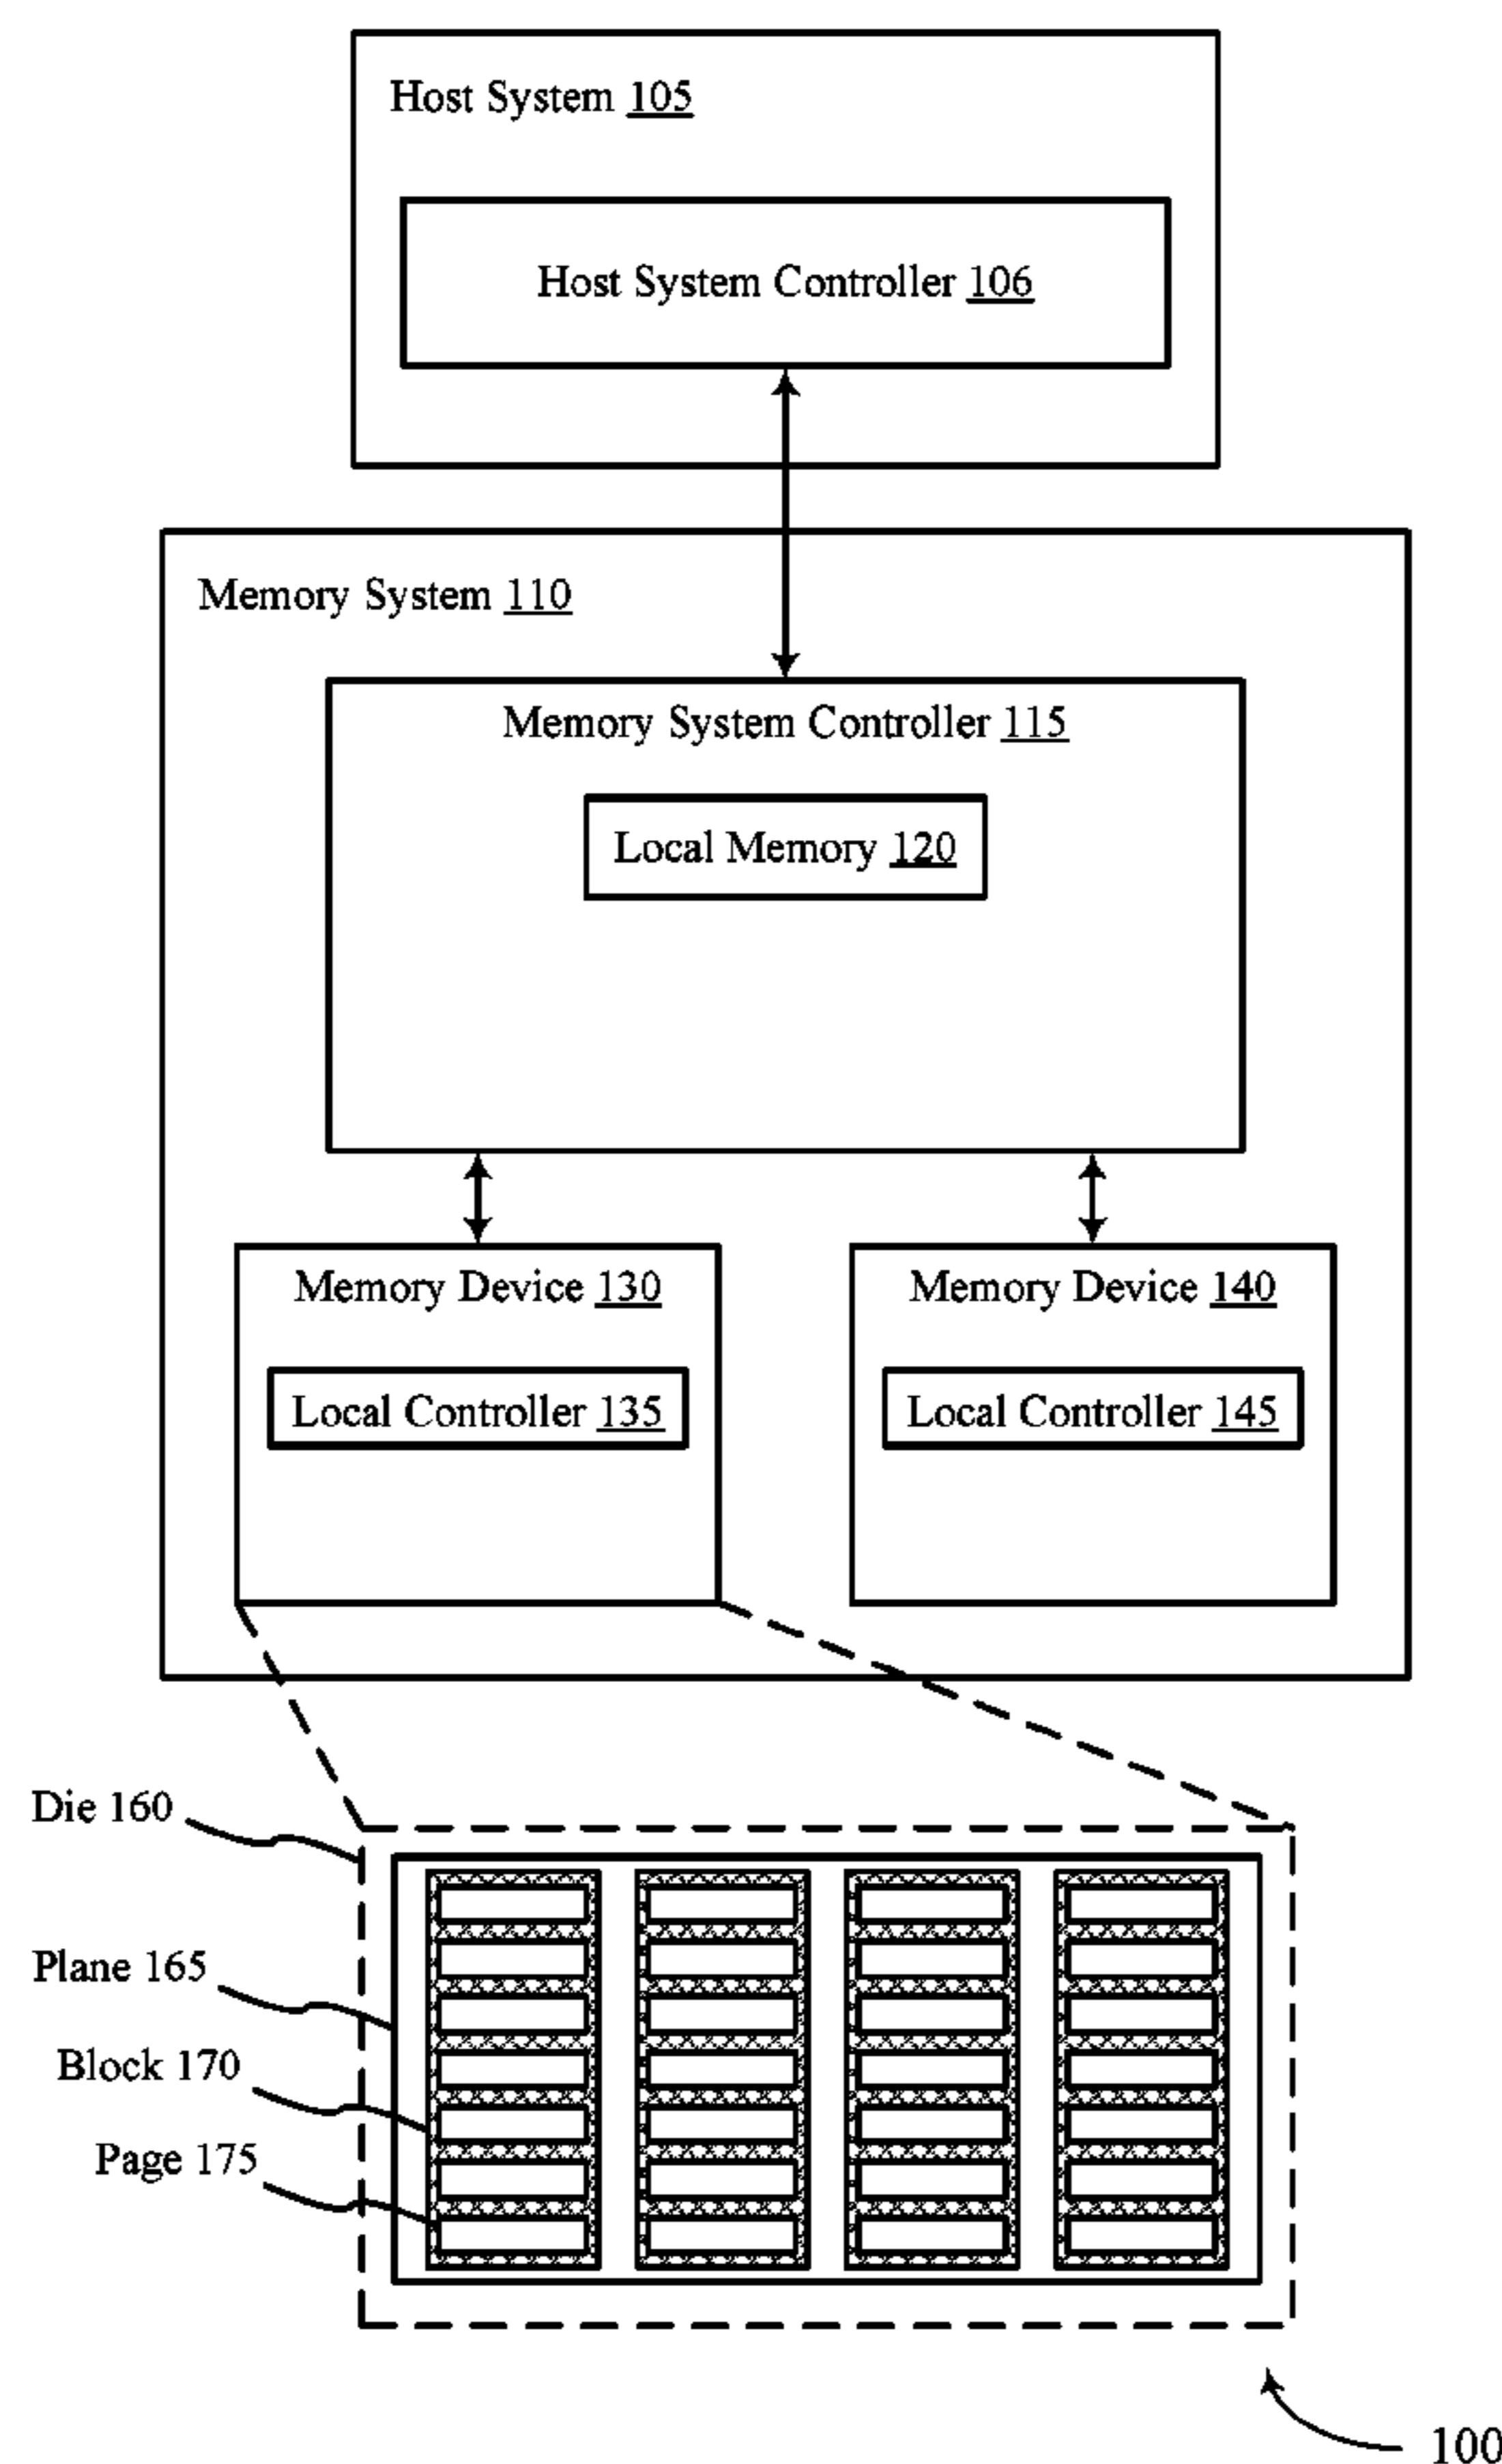 Host System 105
Host System Controller 106
Memory System 110
Memory System Controller 115
Local Memory 120
Memory Device 130
Memory Device 140
Local Controller 135
Local Controller 145
Die 160
Plane 165
Block 170
Page 175
100